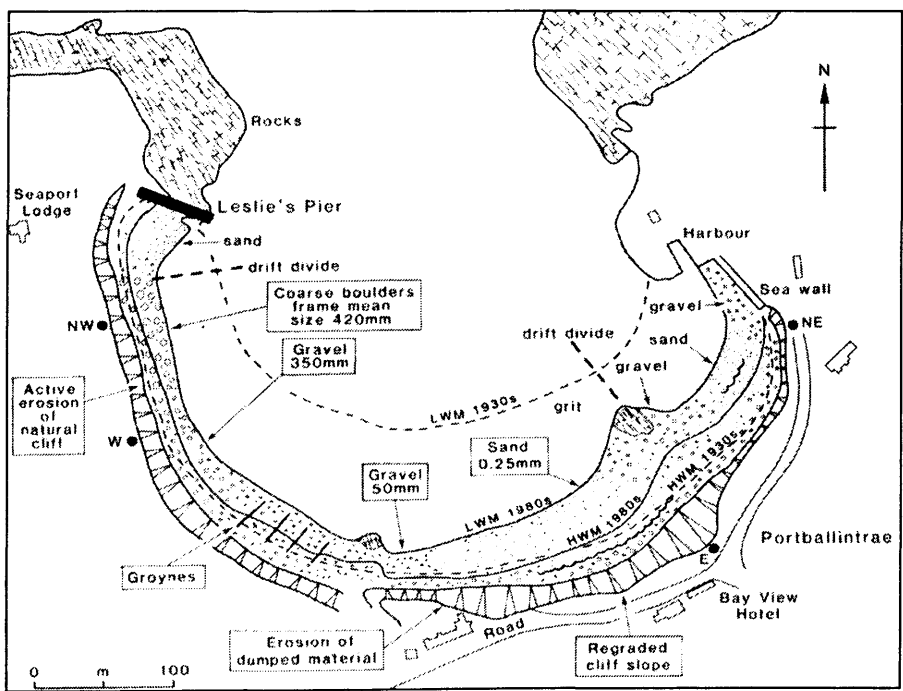 N
Rocks
Seaport
Lodge
Leslie's Pier
sand
drift divide
Coarse boulders
frame mean
size 420mm
NW
Gravel
350mm
Active
erosion
of
natural
cliff
W
Groynes
Gravel
50mm
LWM 1930s
LWM 1980s
Sand
0.25mm
grit
gravel
drift
divide
sand
gravel
Harbour
Sea wall
NE
HWM 1930s
HWM 1980s
Portballintrae
E
Bay View
Hotel
Road
Erosion of
dumped material
Regraded
cliff slope
0 m 100